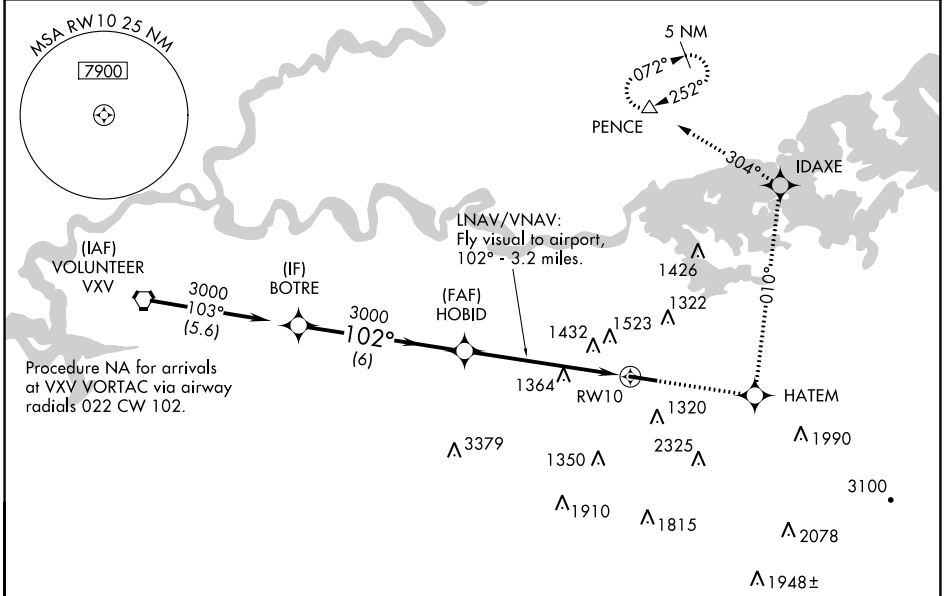 MSA RW10 25 NM
7900
5 NM
072°
252°
PENCE
304°
IDAXE
LNAV/VNAV:
Fly visual to airport,
102° - 3.2 miles.
(IAF)
VOLUNTEER
VXV
(IF)
BOTRE
(FAF)
HOBID
1426
010°
3000
103°
(5.6)
3000
102°
(6)
1322
1523
1432
Procedure NA for arrivals
at VXV VORTAC via airway
radials 022 CW 102.
1364
RW10
HATEM
1320
3379
1350
2325
1990
3100
1910
1815
2078
1948±